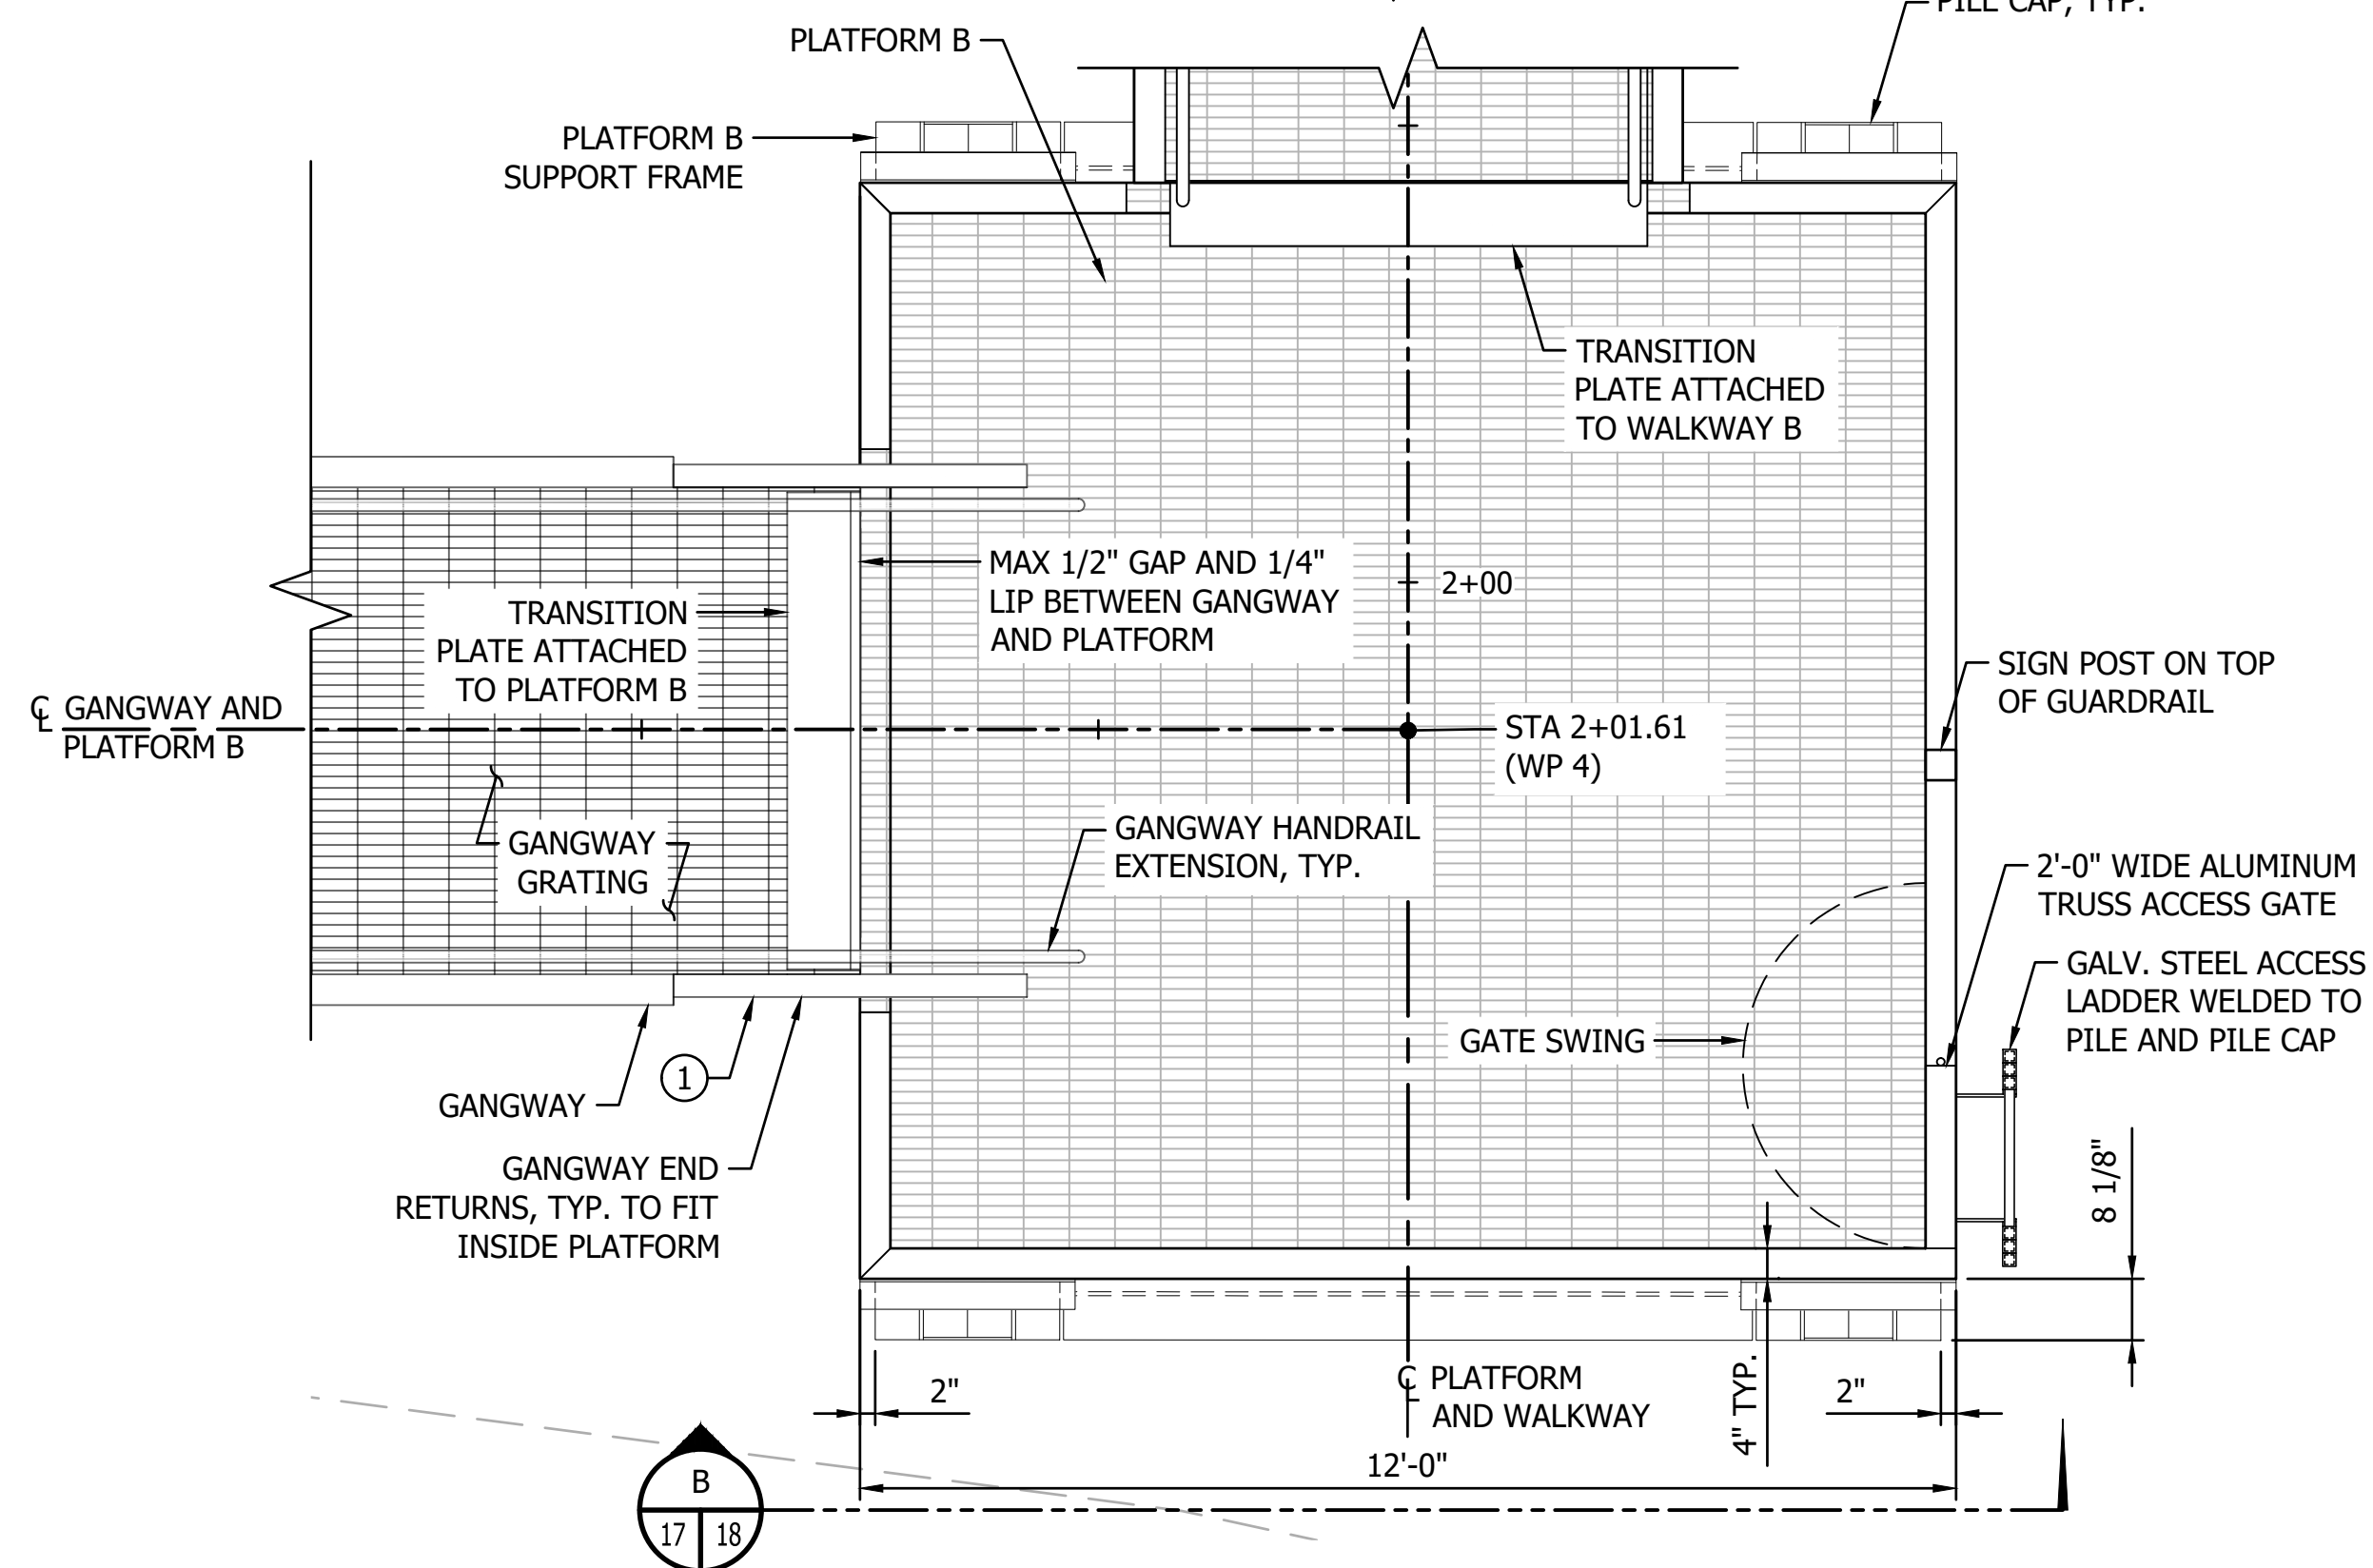 PILE CAP, TYP.
PLATFORM B
PLATFORM B
SUPPORT FRAME
TRANSITION
PLATE ATTACHED
TO WALKWAY B
MAX 1/2" GAP AND 1/4"
LIP BETWEEN GANGWAY
AND PLATFORM
2+00
TRANSITION
PLATE ATTACHED
TO PLATFORM B
SIGN POST ON TOP
OF GUARDRAIL
℄ GANGWAY AND
PLATFORM B
STA 2+01.61
(WP 4)
GANGWAY
GRATING
GANGWAY HANDRAIL
EXTENSION, TYP.
2'-0" WIDE ALUMINUM
TRUSS ACCESS GATE
GALV. STEEL ACCESS
LADDER WELDED TO
PILE AND PILE CAP
GATE SWING
1
GANGWAY
GANGWAY END
RETURNS, TYP. TO FIT
INSIDE PLATFORM
8 1/8"
2"
℄ PLATFORM
AND WALKWAY
4" TYP.
2"
12'-0"
B
17 18